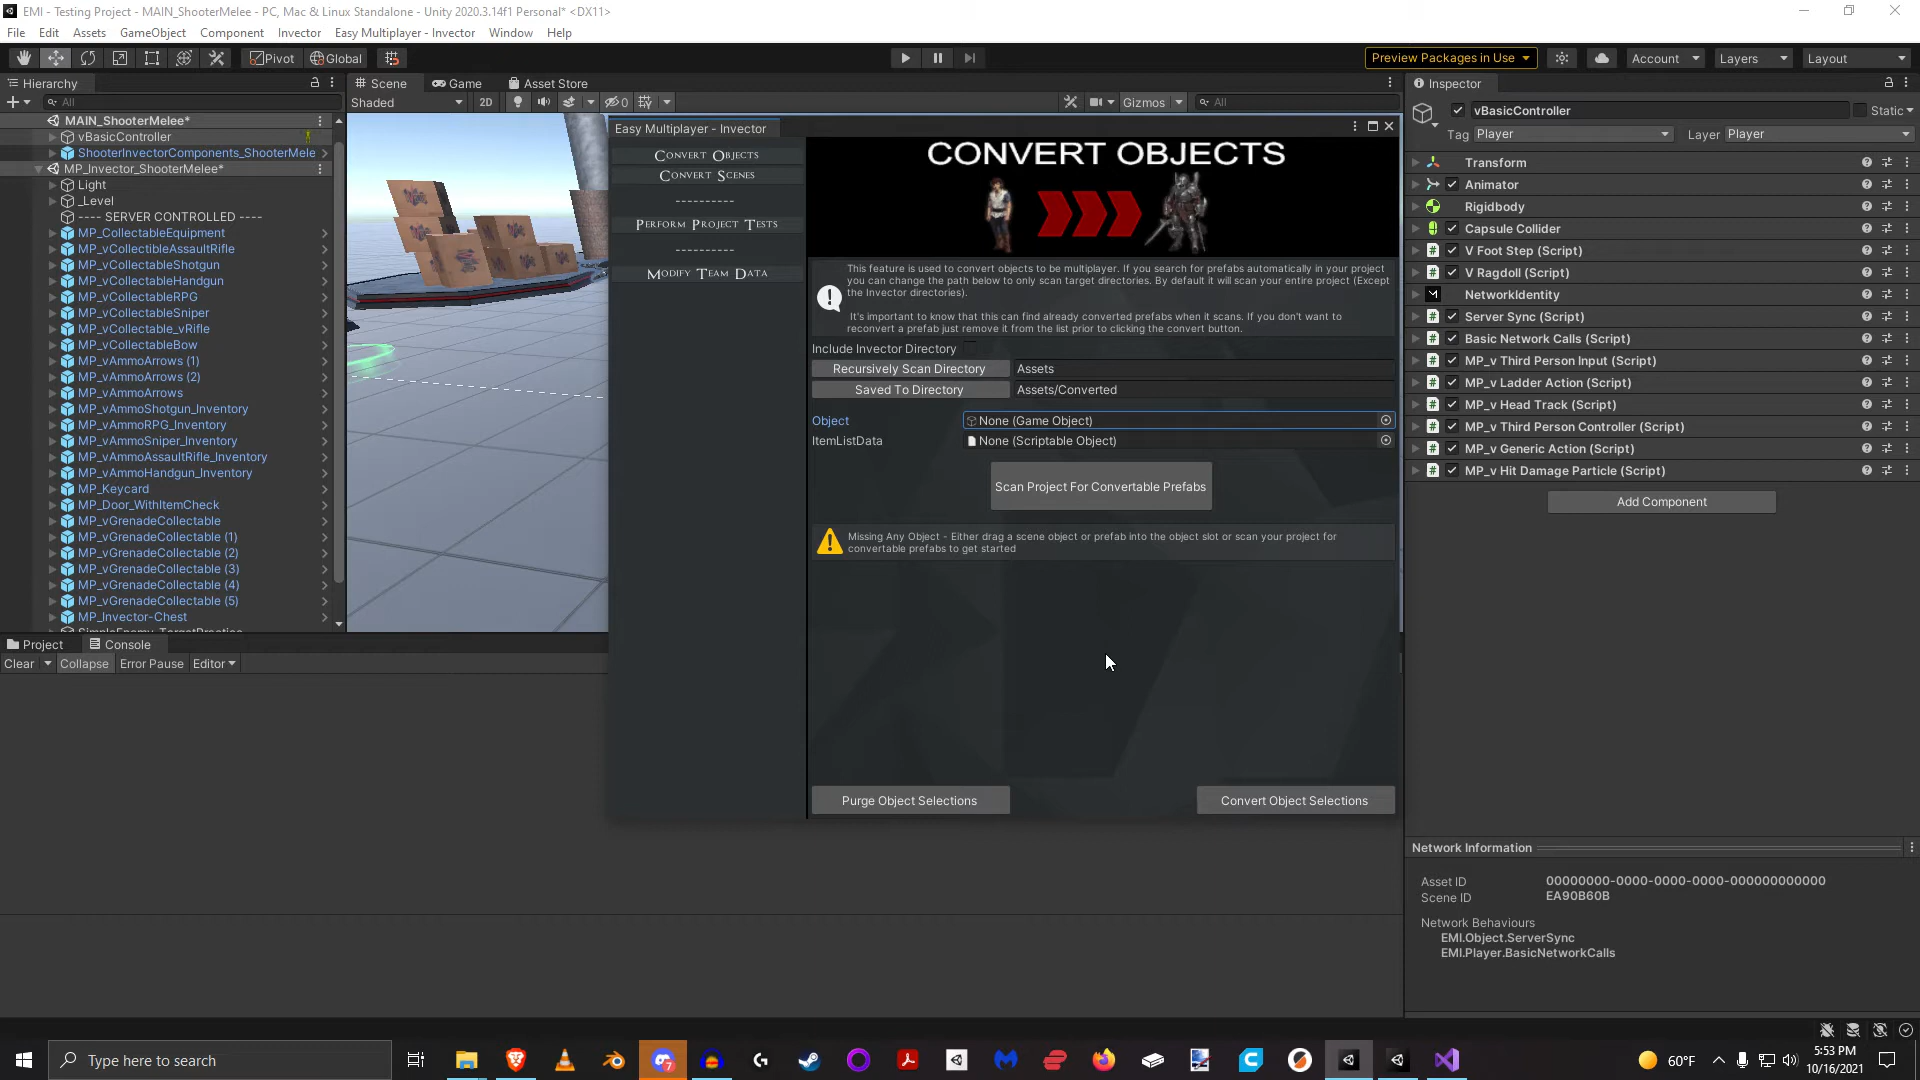 EMI - Testing Project - MAIN_ShooterMelee - PC, Mac & Linux Standalone - Unity 2020.3.14f1 Personal* <DX11>
File Edit Assets GameObject Component Invector Easy Multiplayer - Invector Window Help
Pivot Global Preview Packages in Use Account Layers Layout
Hierarchy
All
MAIN_ShooterMelee*
vBasicController
ShooterInvectorComponents_ShooterMele
MP_Invector_ShooterMelee*
Light
_Level
---- SERVER CONTROLLED ----
MP_CollectableEquipment
MP_vCollectibleAssaultRifle
MP_vCollectableShotgun
MP_vCollectableHandgun
MP_vCollectableRPG
MP_vCollectableSniper
MP_vCollectable_vRifle
MP_vCollectableBow
MP_vAmmoArrows (1)
MP_vAmmoArrows (2)
MP_vAmmoArrows
MP_vAmmoShotgun_Inventory
MP_vAmmoRPG_Inventory
MP_vAmmoSniper_Inventory
MP_vAmmoAssaultRifle_Inventory
MP_vAmmoHandgun_Inventory
MP_Keycard
MP_Door_WithItemCheck
MP_vGrenadeCollectable
MP_vGrenadeCollectable (1)
MP_vGrenadeCollectable (2)
MP_vGrenadeCollectable (3)
MP_vGrenadeCollectable (4)
MP_vGrenadeCollectable (5)
MP_Invector-Chest
SimpleEnemy_TargetPractice
Scene Game Asset Store
Shaded 2D 0 Gizmos All
Easy Multiplayer - Invector
Convert Objects
Convert Scenes
----------
Perform Project Tests
----------
Modify Team Data
CONVERT OBJECTS
This feature is used to convert objects to be multiplayer. If you search for prefabs automatically in your project
you can change the path below to only scan target directories. By default it will scan your entire project (Except
the Invector directories).
It's important to know that this can find already converted prefabs when it scans. If you don't want to
reconvert a prefab just remove it from the list prior to clicking the convert button.
Include Invector Directory
Recursively Scan Directory Assets
Saved To Directory Assets/Converted
Object None (Game Object)
ItemListData None (Scriptable Object)
Scan Project For Convertable Prefabs
Missing Any Object - Either drag a scene object or prefab into the object slot or scan your project for
convertable prefabs to get started
Purge Object Selections Convert Object Selections
Inspector
vBasicController Static
Tag Player Layer Player
Transform
Animator
Rigidbody
Capsule Collider
V Foot Step (Script)
V Ragdoll (Script)
NetworkIdentity
Server Sync (Script)
Basic Network Calls (Script)
MP_v Third Person Input (Script)
MP_v Ladder Action (Script)
MP_v Head Track (Script)
MP_v Third Person Controller (Script)
MP_v Generic Action (Script)
MP_v Hit Damage Particle (Script)
Add Component
Network Information
Asset ID 00000000-0000-0000-0000-000000000000
Scene ID EA90B60B
Network Behaviours
EMI.Object.ServerSync
EMI.Player.BasicNetworkCalls
Project Console
Clear Collapse Error Pause Editor
Type here to search
7
60°F
5:53 PM
10/16/2021